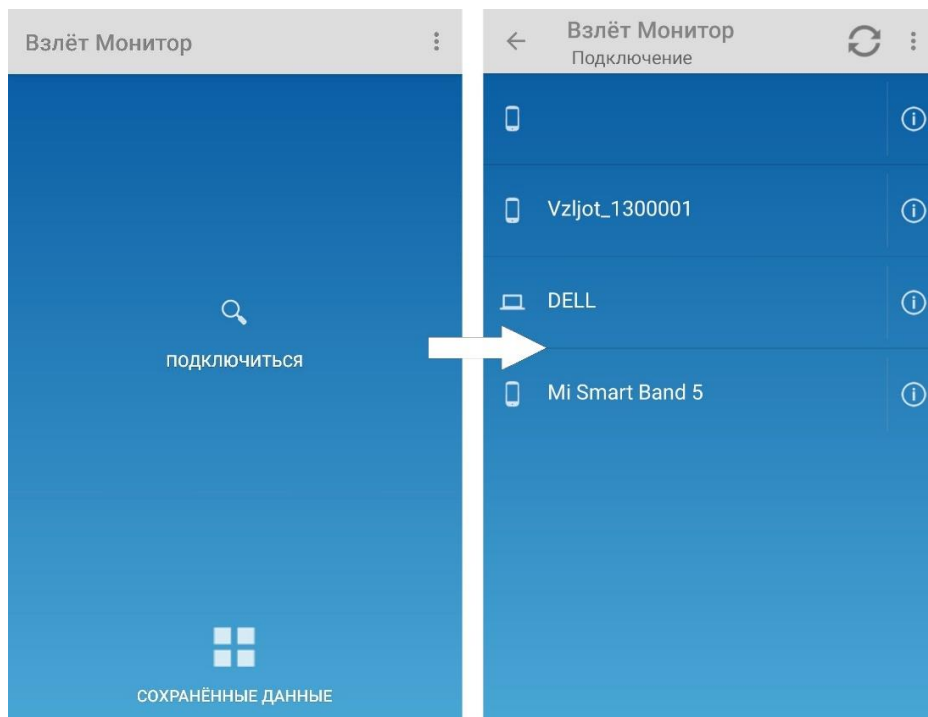 Взлёт Монитор
ПОДКЛЮЧИТЬСЯ
СОХРАНЁННЫЕ ДАННЫЕ
Взлёт Монитор
Подключение
Vzljot_1300001
DELL
Mi Smart Band 5